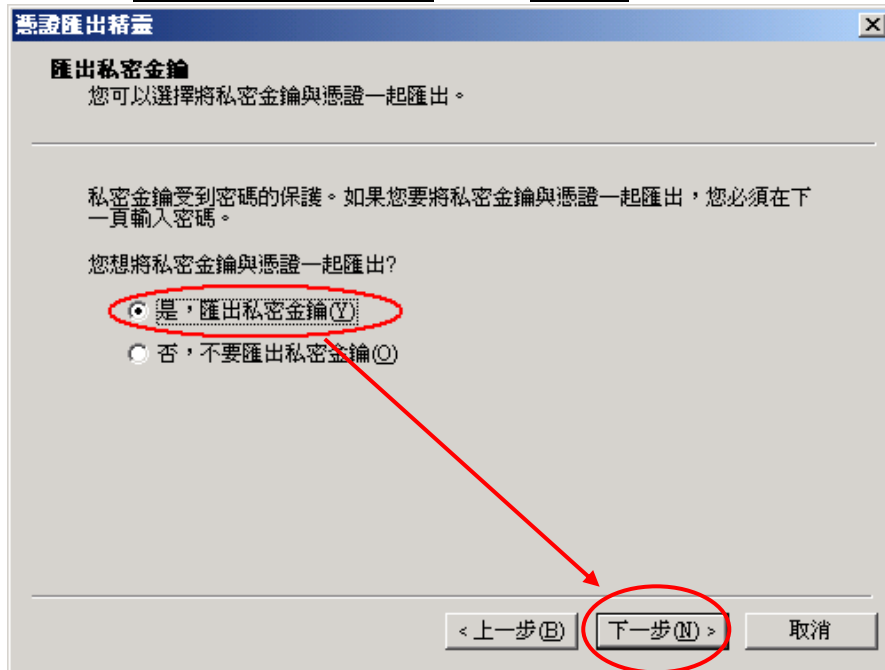 憑證匯出精靈
匯出私密金鑰
您可以選擇將私密金鑰與憑證一起匯出。
私密金鑰受到密碼的保護。如果您要將私密金鑰與憑證一起匯出，您必須在下
一頁輸入密碼。
您想將私密金鑰與憑證一起匯出?
是，匯出私密金鑰(Y)
否，不要匯出私密金鑰(O)
<上一步(B) 下一步(N)> 取消